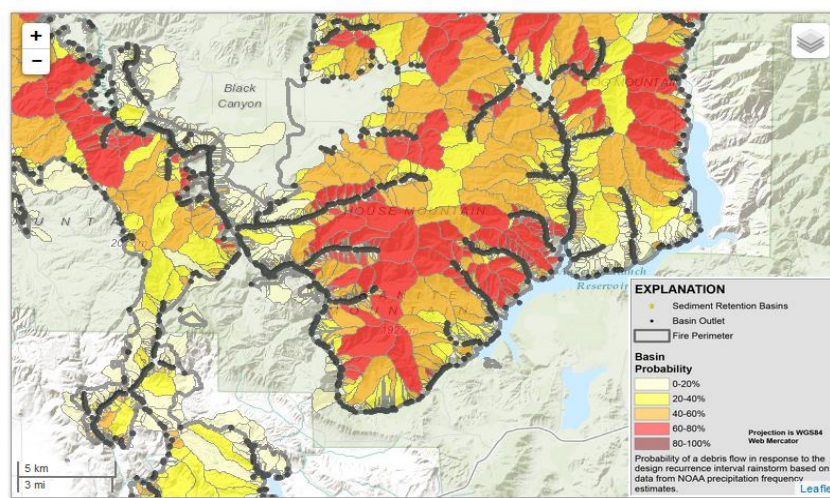 +
−
Black
Canyon
HOUSE MOUNTAIN
Reservoir
EXPLANATION
Sediment Retention Basins
Basin Outlet
Fire Perimeter
Basin
Probability
0-20%
20-40%
40-60%
60-80%
80-100%
Projection is WGS84
Web Mercator
Probability of a debris flow in response to the
design recurrence interval rainstorm based on
data from NOAA precipitation frequency
estimates.
Leafle
5 km
3 mi